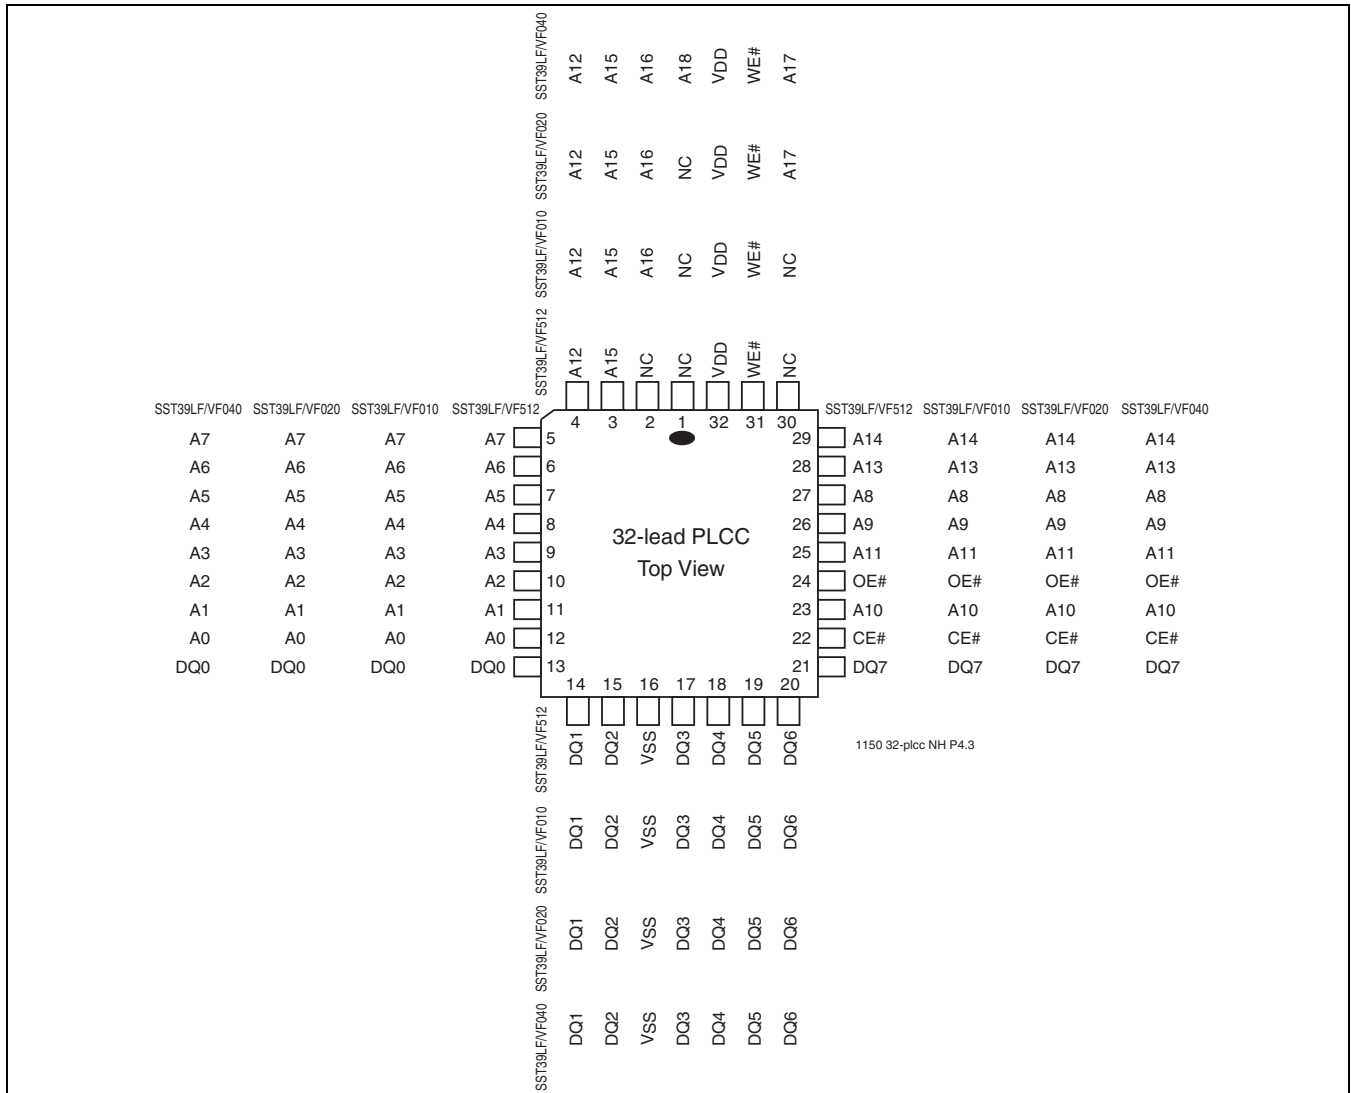 SST39LF/VF040 A12 A15 A16 A18 VDD WE# A17
SST39LF/VF020 A12 A15 A16 NC VDD WE# A17
SST39LF/VF010 A12 A15 A16 NC VDD WE# NC
SST39LF/VF512 A12 A15 NC NC VDD WE# NC
SST39LF/VF040 SST39LF/VF020 SST39LF/VF010 SST39LF/VF512 4 3 2 1 32 31 30 SST39LF/VF512 SST39LF/VF010 SST39LF/VF020 SST39LF/VF040
A7 A7 A7 A7 5 29 A14 A14 A14 A14
A6 A6 A6 A6 6 28 A13 A13 A13 A13
A5 A5 A5 A5 7 27 A8 A8 A8 A8
A4 A4 A4 A4 8 26 A9 A9 A9 A9
32-lead PLCC
A3 A3 A3 A3 9 25 A11 A11 A11 A11
Top View
A2 A2 A2 A2 10 24 OE# OE# OE# OE#
A1 A1 A1 A1 11 23 A10 A10 A10 A10
A0 A0 A0 A0 12 22 CE# CE# CE# CE#
DQ0 DQ0 DQ0 DQ0 13 21 DQ7 DQ7 DQ7 DQ7
14 15 16 17 18 19 20
SST39LF/VF512 DQ1 DQ2 VSS DQ3 DQ4 DQ5 DQ6
1150 32-plcc NH P4.3
SST39LF/VF010 DQ1 DQ2 VSS DQ3 DQ4 DQ5 DQ6
SST39LF/VF020 DQ1 DQ2 VSS DQ3 DQ4 DQ5 DQ6
SST39LF/VF040 DQ1 DQ2 VSS DQ3 DQ4 DQ5 DQ6